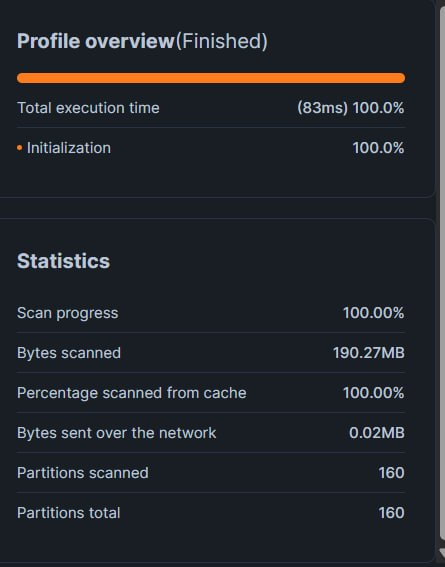 Profile overview(Finished)
Total execution time (83ms) 100.0%
Initialization 100.0%
Statistics
Scan progress 100.00%
Bytes scanned 190.27MB
Percentage scanned from cache 100.00%
Bytes sent over the network 0.02MB
Partitions scanned 160
Partitions total 160